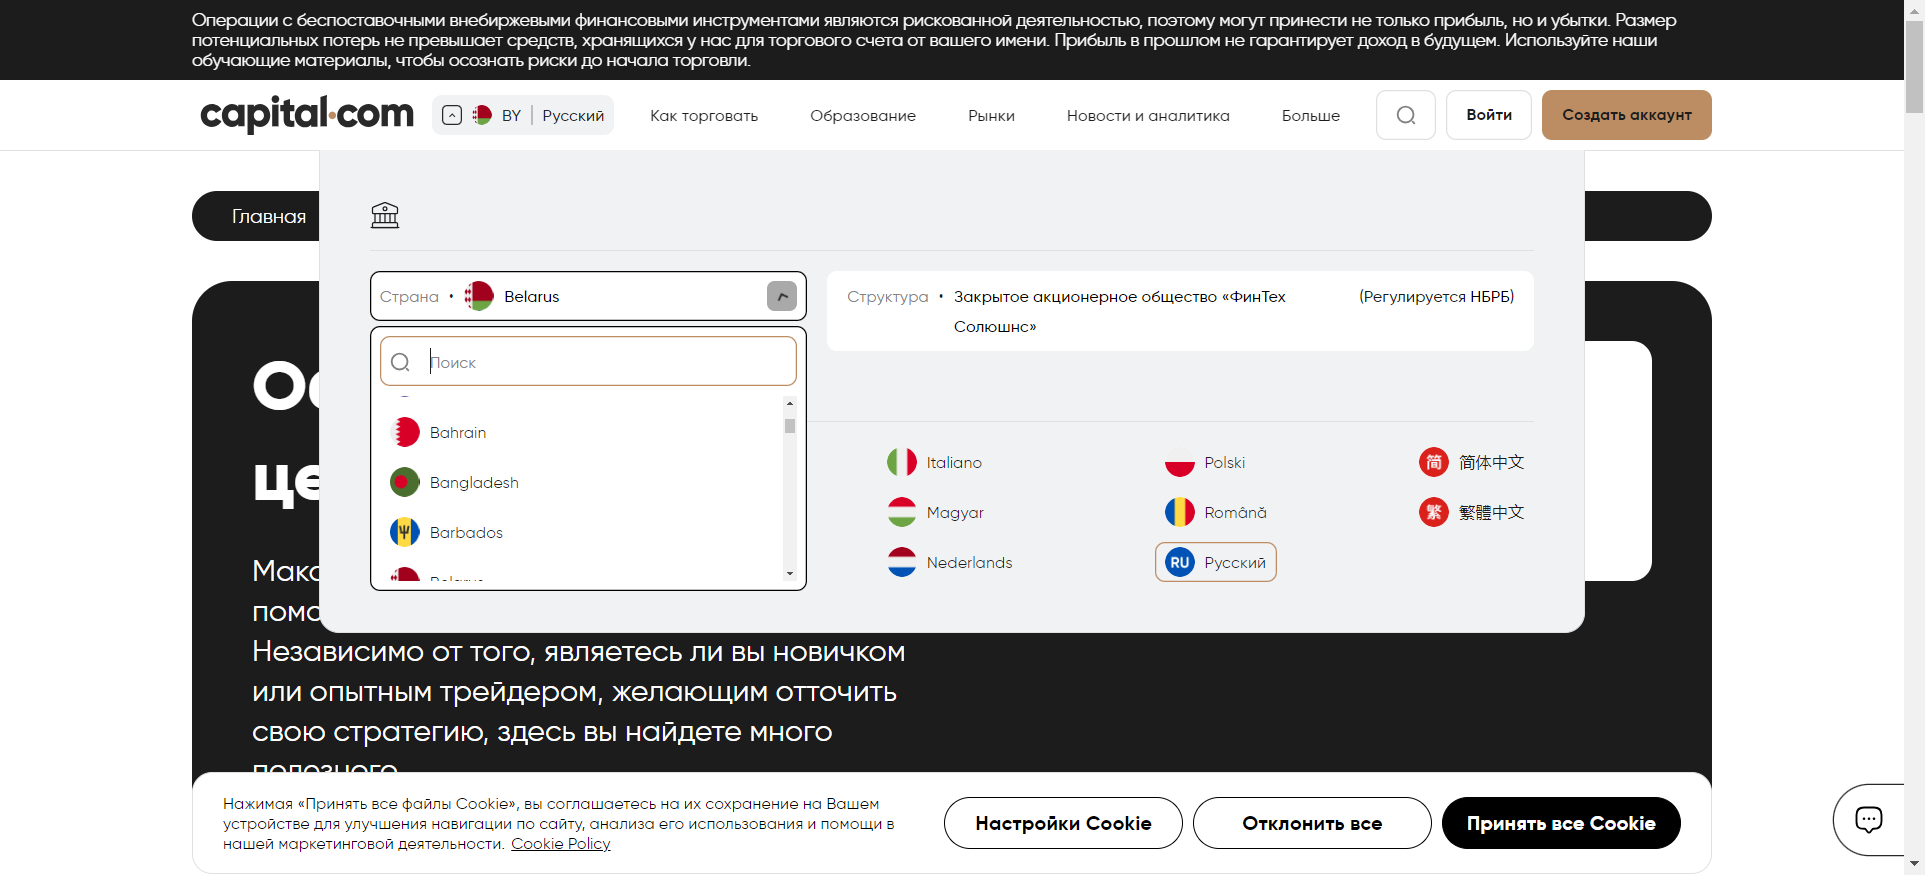 Операции с беспоставочными внебиржевыми финансовыми инструментами являются рискованной деятельностью, поэтому могут принести не только прибыль, но и убытки. Размер
потенциальных потерь не превышает средств, хранящихся у нас для торгового счета от вашего имени. Прибыль в прошлом не гарантирует доход в будущем. Используйте наши
обучающие материалы, чтобы осознать риски до начала торговли.
capital.com
BY
Русский
Как торговать
Образование
Рынки
Новости и аналитика
Больше
Войти
Создать аккаунт
Главная
Страна • Belarus
Структура • Закрытое акционерное общество «ФинТех
Солюшнс»
(Регулируется НБРБ)
Поиск
Bahrain
Bangladesh
Barbados
Belarus
Italiano
Magyar
Nederlands
Polski
Română
RU Русский
简 简体中文
繁 繁體中文
це
Независимо от того, являетесь ли вы новичком
или опытным трейдером, желающим отточить
свою стратегию, здесь вы найдете много
полезного.
Нажимая «Принять все файлы Cookie», вы соглашаетесь на их сохранение на Вашем
устройстве для улучшения навигации по сайту, анализа его использования и помощи в
нашей маркетинговой деятельности. Cookie Policy
Настройки Cookie
Отклонить все
Принять все Cookie